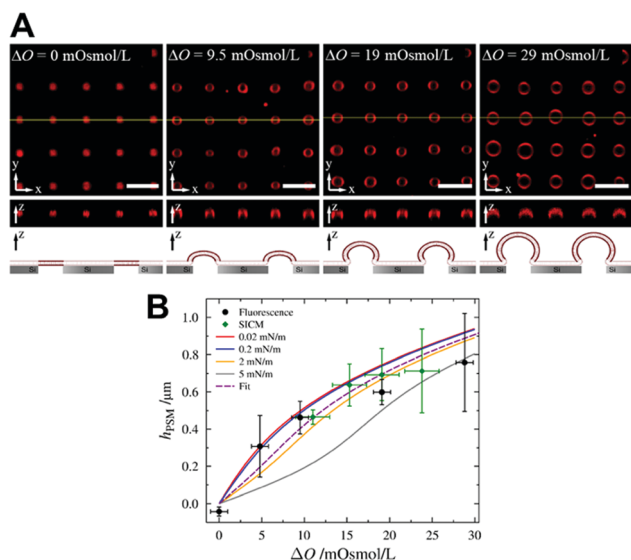 A
ΔO = 0 mOsmol/L
ΔO = 9.5 mOsmol/L
ΔO = 19 mOsmol/L
ΔO = 29 mOsmol/L
y x
y x
y x
y x
z
z
z
z
z
z
z
z
Si Si Si
Si Si Si
Si Si Si
Si Si Si
B
Fluorescence
SICM
0.02 mN/m
0.2 mN/m
2 mN/m
5 mN/m
Fit
1.0
0.8
0.6
0.4
0.2
0.0
h_PSM /μm
0 5 10 15 20 25 30
ΔO /mOsmol/L